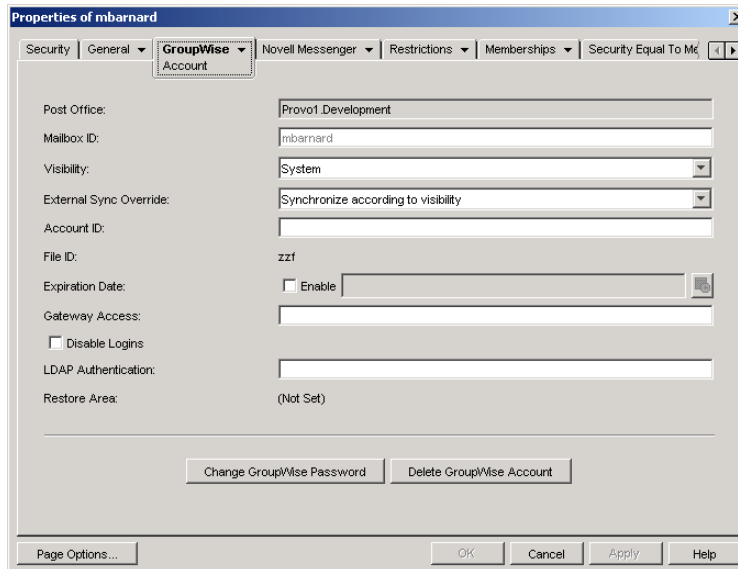 Properties of mbarnard
Security General GroupWise Novell Messenger Restrictions Memberships Security Equal To Me
Account
Post Office: Provo1.Development
Mailbox ID: mbarnard
Visibility: System
External Sync Override: Synchronize according to visibility
Account ID:
File ID: zzf
Expiration Date: Enable
Gateway Access:
Disable Logins
LDAP Authentication:
Restore Area: (Not Set)
Change GroupWise Password Delete GroupWise Account
Page Options... OK Cancel Apply Help